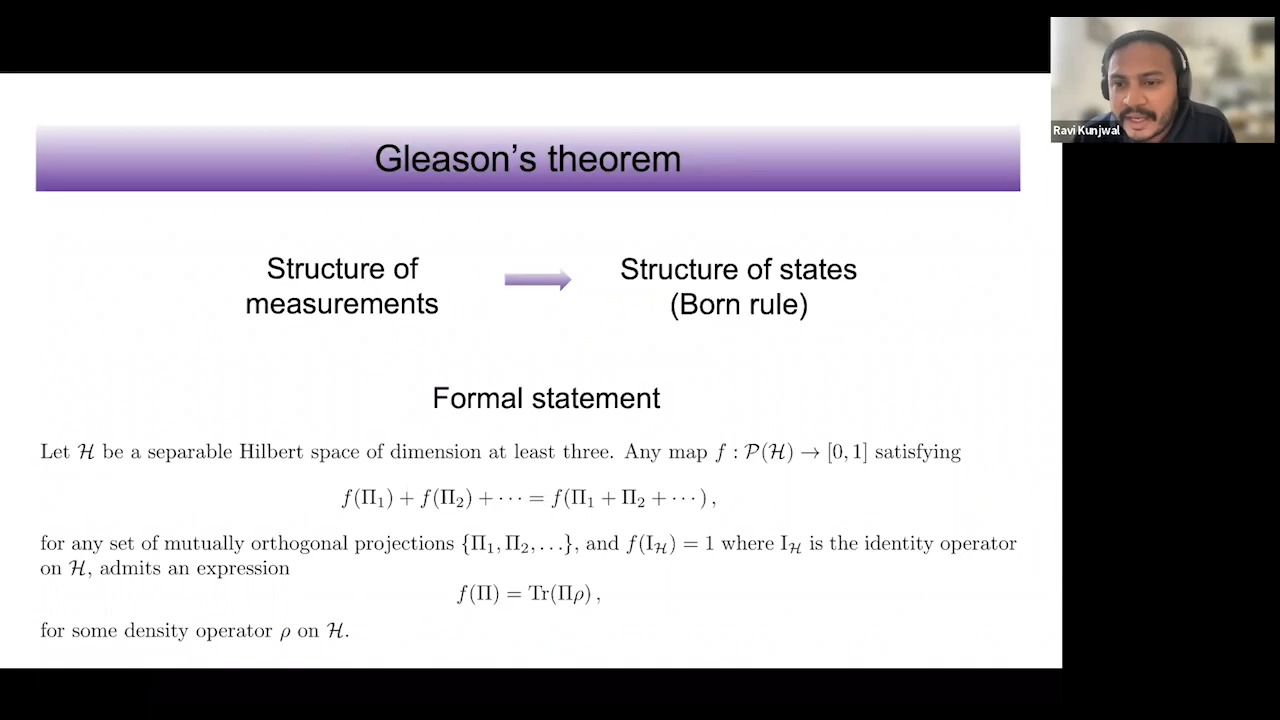 Gleason's theorem
Structure of
measurements
Structure of states
(Born rule)
Formal statement
Let ℋ be a separable Hilbert space of dimension at least three. Any map f : 𝒫(ℋ) → [0, 1] satisfying
f(Π₁) + f(Π₂) + ⋯ = f(Π₁ + Π₂ + ⋯) ,
for any set of mutually orthogonal projections {Π₁, Π₂, …}, and f(I_ℋ) = 1 where I_ℋ is the identity operator
on ℋ, admits an expression
f(Π) = Tr(Πρ) ,
for some density operator ρ on ℋ.
Ravi Kunjwal